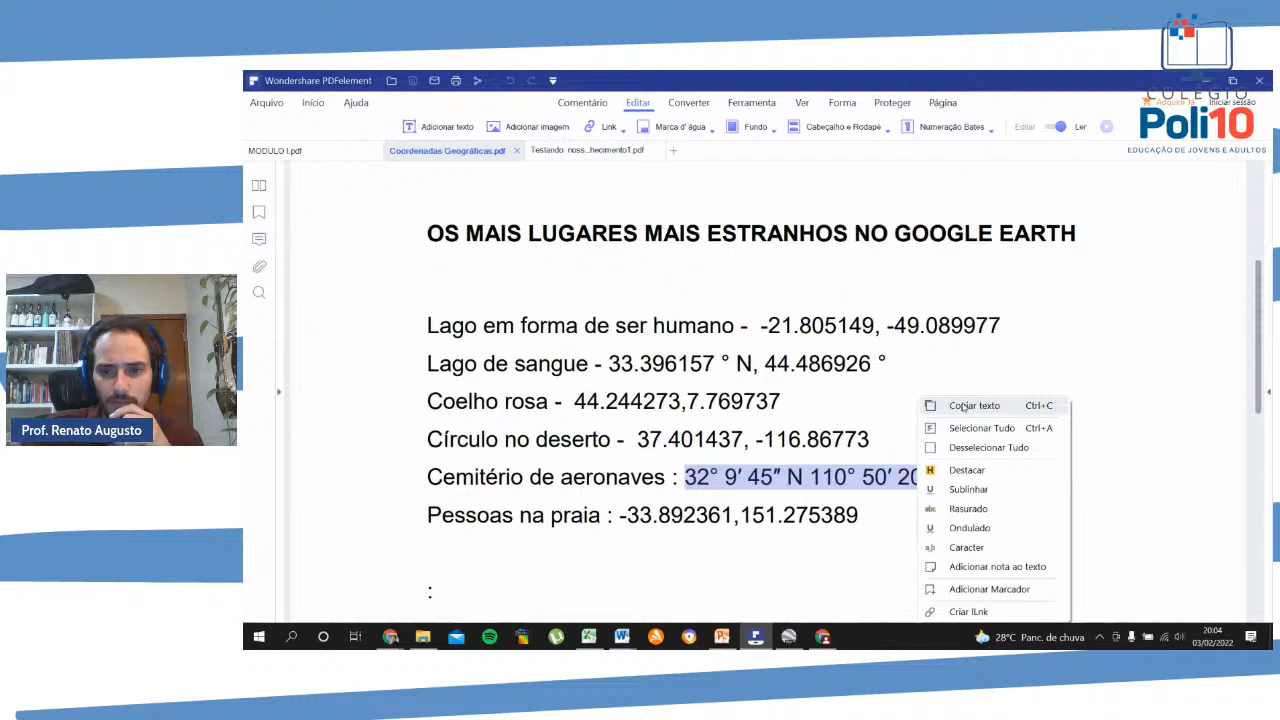 COLÉGIO
Poli10
EDUCAÇÃO DE JOVENS E ADULTOS
Wondershare PDFelement
Arquivo Início Ajuda Comentário Editar Converter Ferramenta Ver Forma Proteger Página Iniciar sessão
Adicionar texto Adicionar imagem Link Marca d' água Fundo Cabeçalho e Rodapé Numeração Bates Editar Ler
MODULO I.pdf Coordenadas Geográficas.pdf Testando noss...hecimento1.pdf
OS MAIS LUGARES MAIS ESTRANHOS NO GOOGLE EARTH
Lago em forma de ser humano - -21.805149, -49.089977
Lago de sangue - 33.396157 ° N, 44.486926 °
Coelho rosa - 44.244273,7.769737
Círculo no deserto - 37.401437, -116.86773
Cemitério de aeronaves : 32° 9′ 45″ N 110° 50′ 20
Pessoas na praia : -33.892361,151.275389
:
Copiar texto Ctrl+C
Selecionar Tudo Ctrl+A
Desselecionar Tudo
Destacar
Sublinhar
Rasurado
Ondulado
Caracter
Adicionar nota ao texto
Adicionar Marcador
Criar lLnk
Prof. Renato Augusto
28°C Panc. de chuva
20:04
03/02/2022